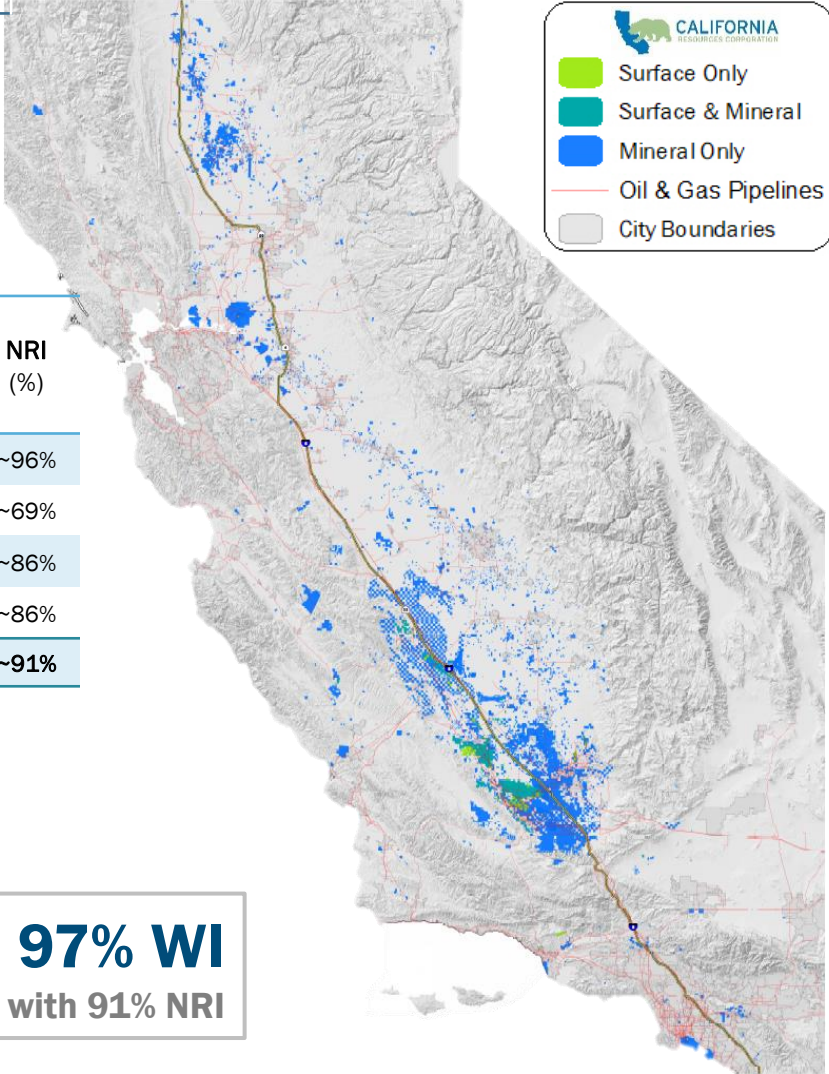 CALIFORNIA
RESOURCES CORPORATION
Surface Only
Surface & Mineral
Mineral Only
Oil & Gas Pipelines
City Boundaries
NRI
(%)
~96%
~69%
~86%
~86%
~91%
97% WI
with 91% NRI